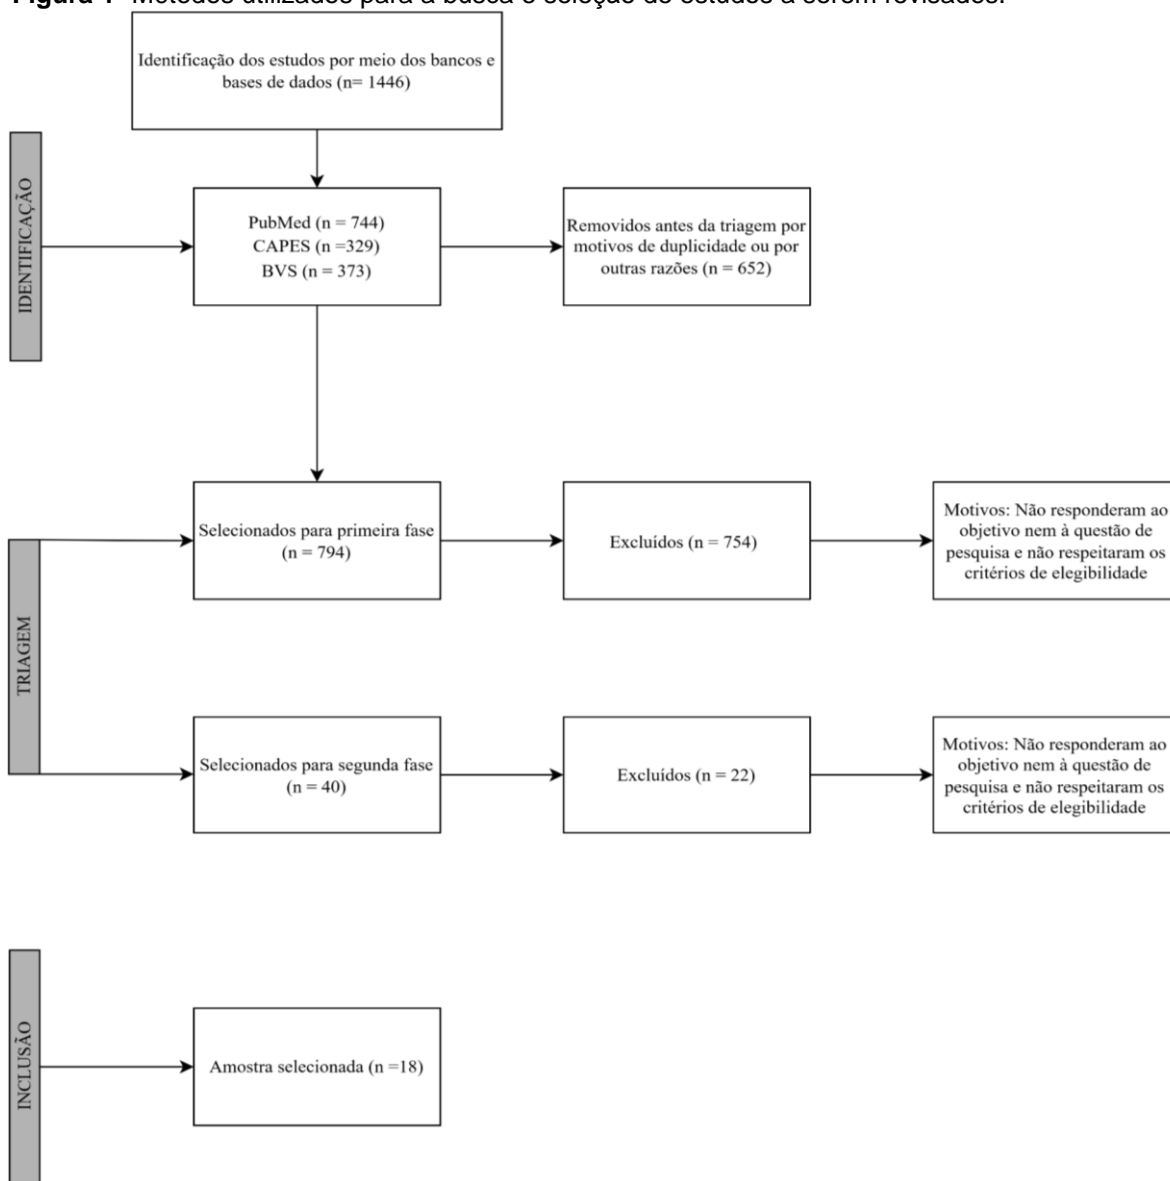 Figura 1- Métodos utilizados para a busca e seleção de estudos a serem revisados.
Identificação dos estudos por meio dos bancos e
bases de dados (n= 1446)
IDENTIFICAÇÃO
PubMed (n = 744)
CAPES (n =329)
BVS (n = 373)
Removidos antes da triagem por
motivos de duplicidade ou por
outras razões (n = 652)
TRIAGEM
Selecionados para primeira fase
(n = 794)
Excluídos (n = 754)
Motivos: Não responderam ao
objetivo nem à questão de
pesquisa e não respeitaram os
critérios de elegibilidade
Selecionados para segunda fase
(n = 40)
Excluídos (n = 22)
Motivos: Não responderam ao
objetivo nem à questão de
pesquisa e não respeitaram os
critérios de elegibilidade
INCLUSÃO
Amostra selecionada (n =18)